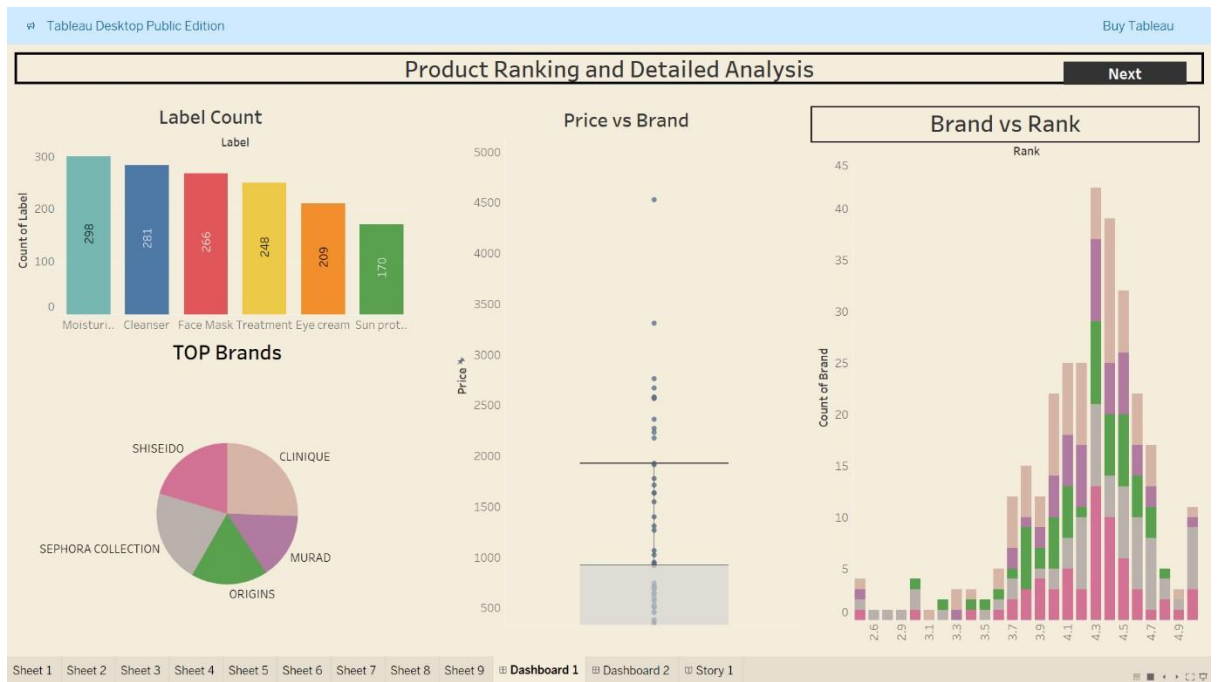 Tableau Desktop Public Edition
Buy Tableau
Product Ranking and Detailed Analysis
Next
Label Count
Label
Count of Label
300
200
100
0
298
281
266
248
209
170
Moisturi..
Cleanser
Face Mask
Treatment
Eye cream
Sun prot..
TOP Brands
SHISEIDO
CLINIQUE
SEPHORA COLLECTION
MURAD
ORIGINS
Price vs Brand
Price
5000
4500
4000
3500
3000
2500
2000
1500
1000
500
Brand vs Rank
Rank
Count of Brand
45
40
35
30
25
20
15
10
5
0
2.6
2.9
3.1
3.3
3.5
3.7
3.9
4.1
4.3
4.5
4.7
4.9
Sheet 1
Sheet 2
Sheet 3
Sheet 4
Sheet 5
Sheet 6
Sheet 7
Sheet 8
Sheet 9
Dashboard 1
Dashboard 2
Story 1